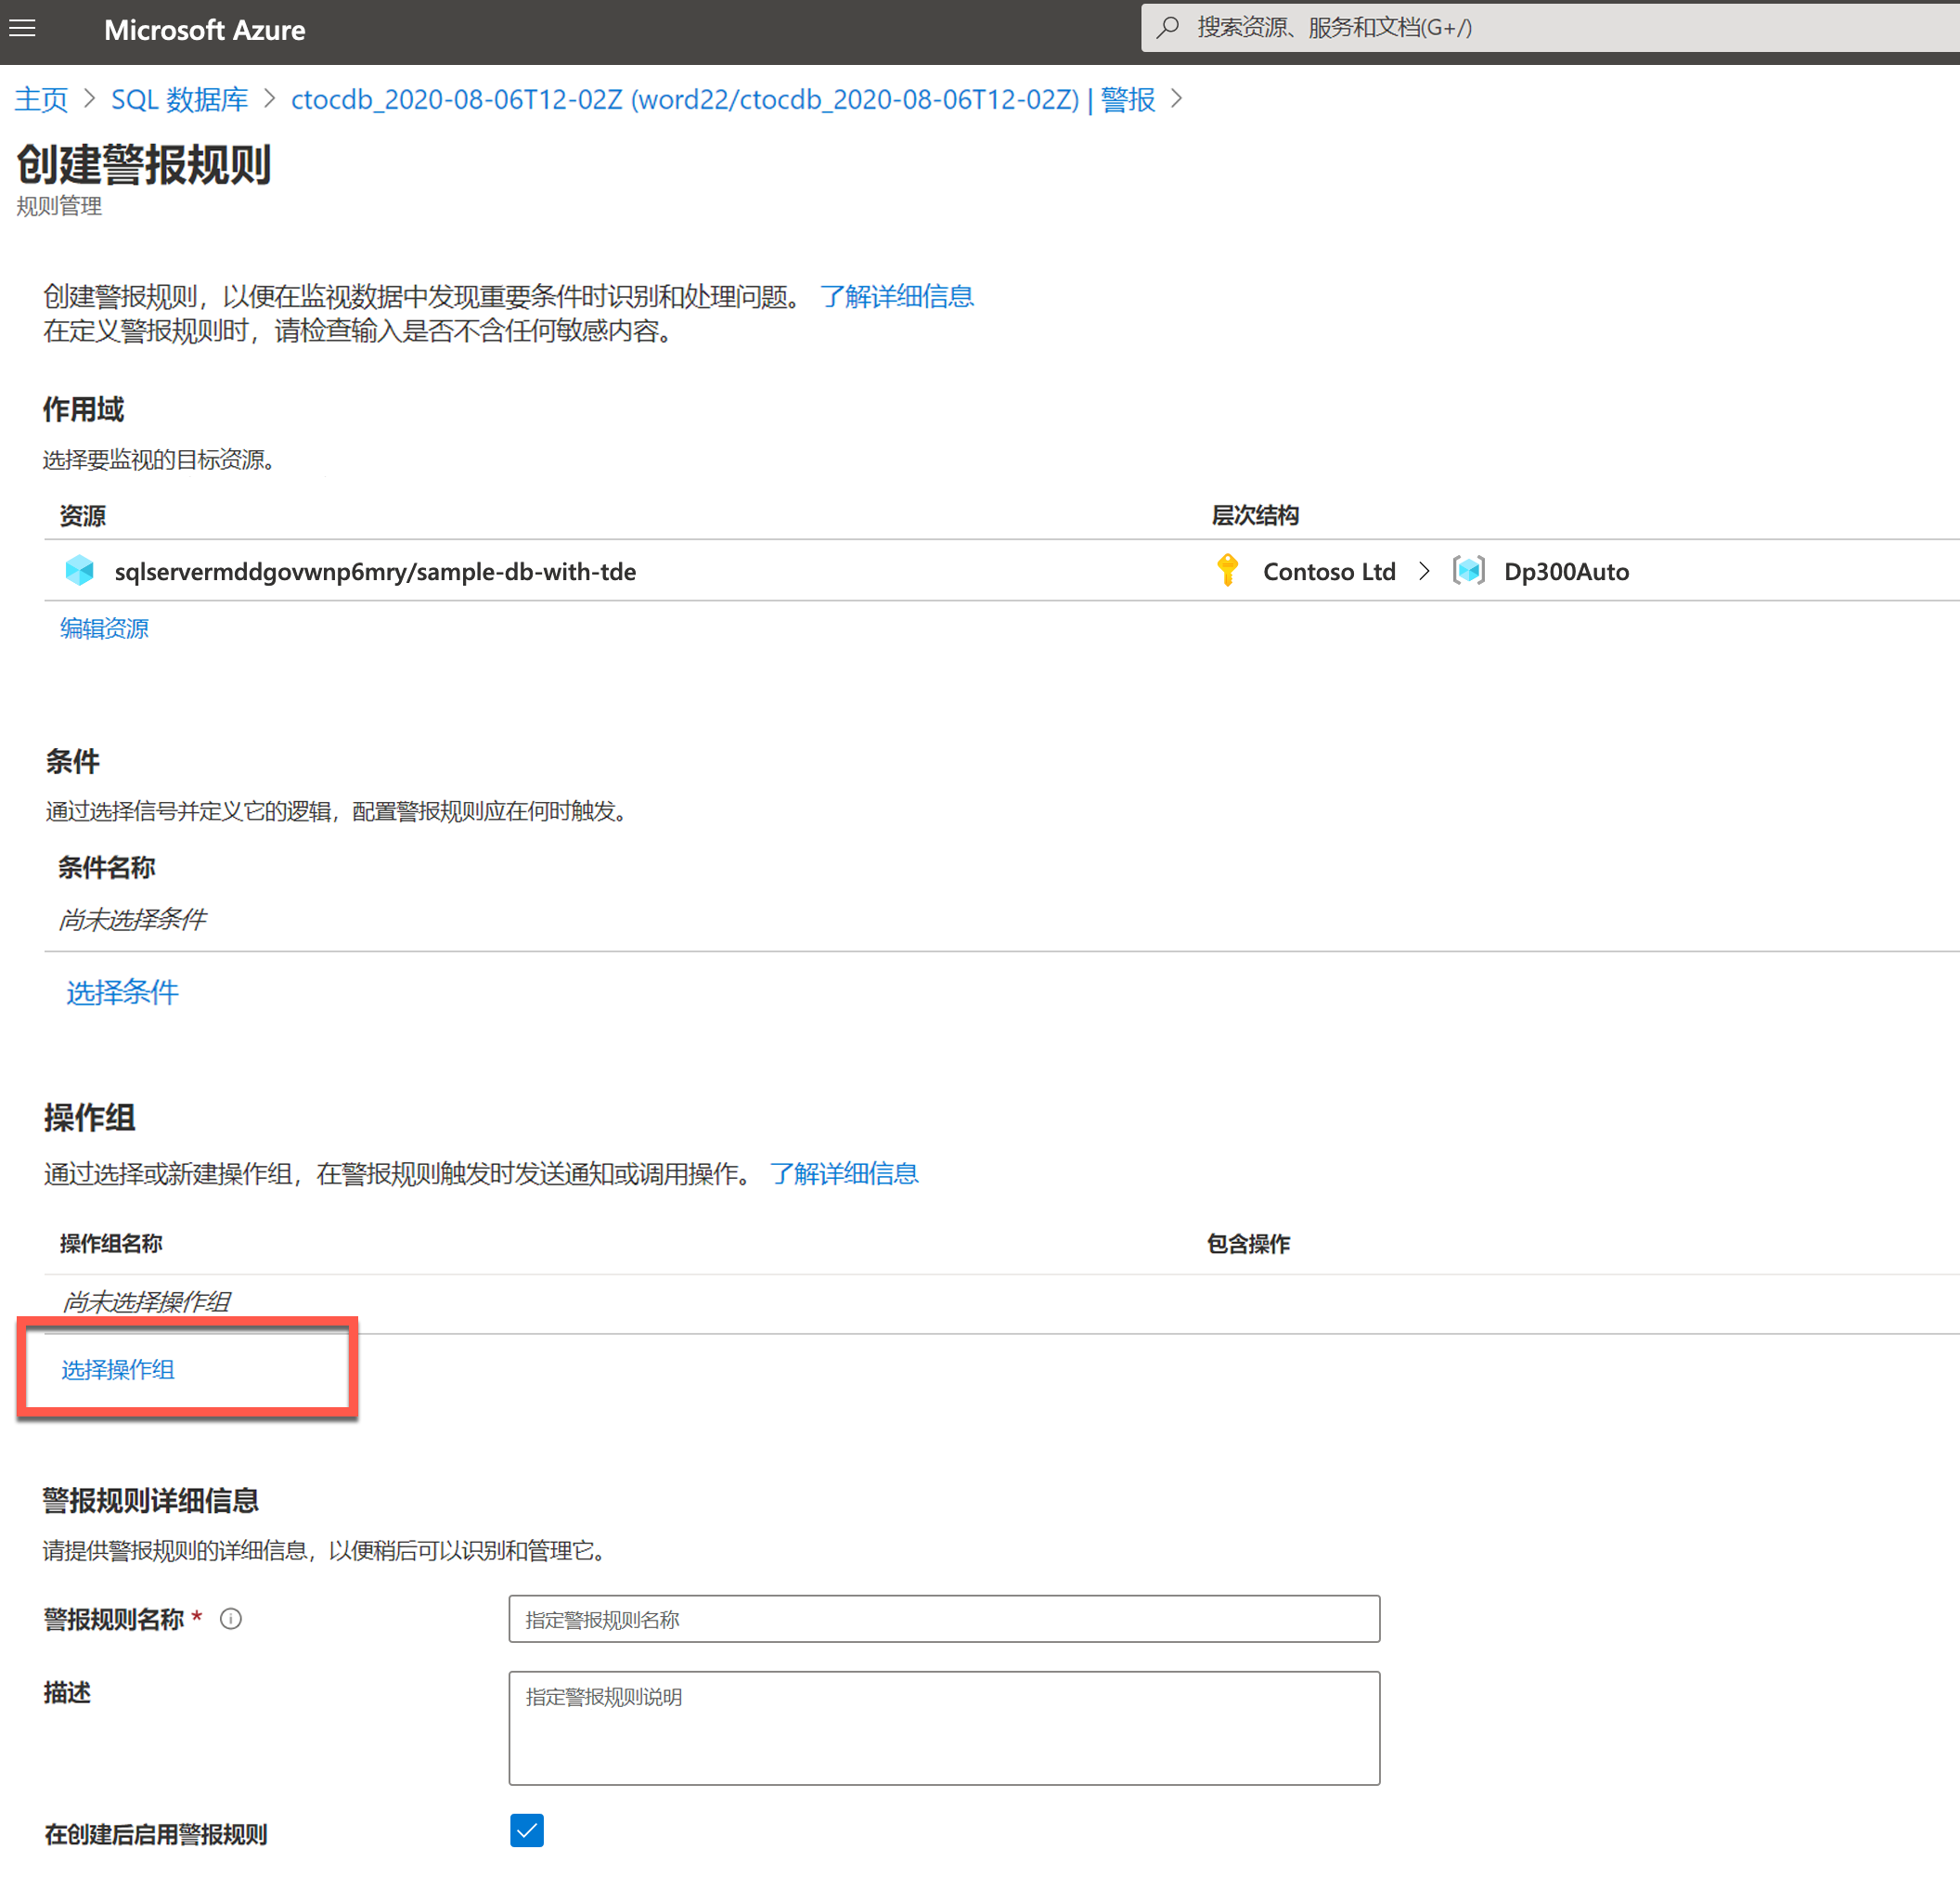 Microsoft Azure
搜索资源、服务和文档(G+/)
主页 > SQL 数据库 > ctocdb_2020-08-06T12-02Z (word22/ctocdb_2020-08-06T12-02Z) | 警报 >
创建警报规则
规则管理
创建警报规则，以便在监视数据中发现重要条件时识别和处理问题。 了解详细信息
在定义警报规则时，请检查输入是否不含任何敏感内容。
作用域
选择要监视的目标资源。
资源 层次结构
sqlservermddgovwnp6mry/sample-db-with-tde Contoso Ltd > Dp300Auto
编辑资源
条件
通过选择信号并定义它的逻辑，配置警报规则应在何时触发。
条件名称
尚未选择条件
选择条件
操作组
通过选择或新建操作组，在警报规则触发时发送通知或调用操作。 了解详细信息
操作组名称 包含操作
尚未选择操作组
选择操作组
警报规则详细信息
请提供警报规则的详细信息，以便稍后可以识别和管理它。
警报规则名称 * 指定警报规则名称
描述 指定警报规则说明
在创建后启用警报规则